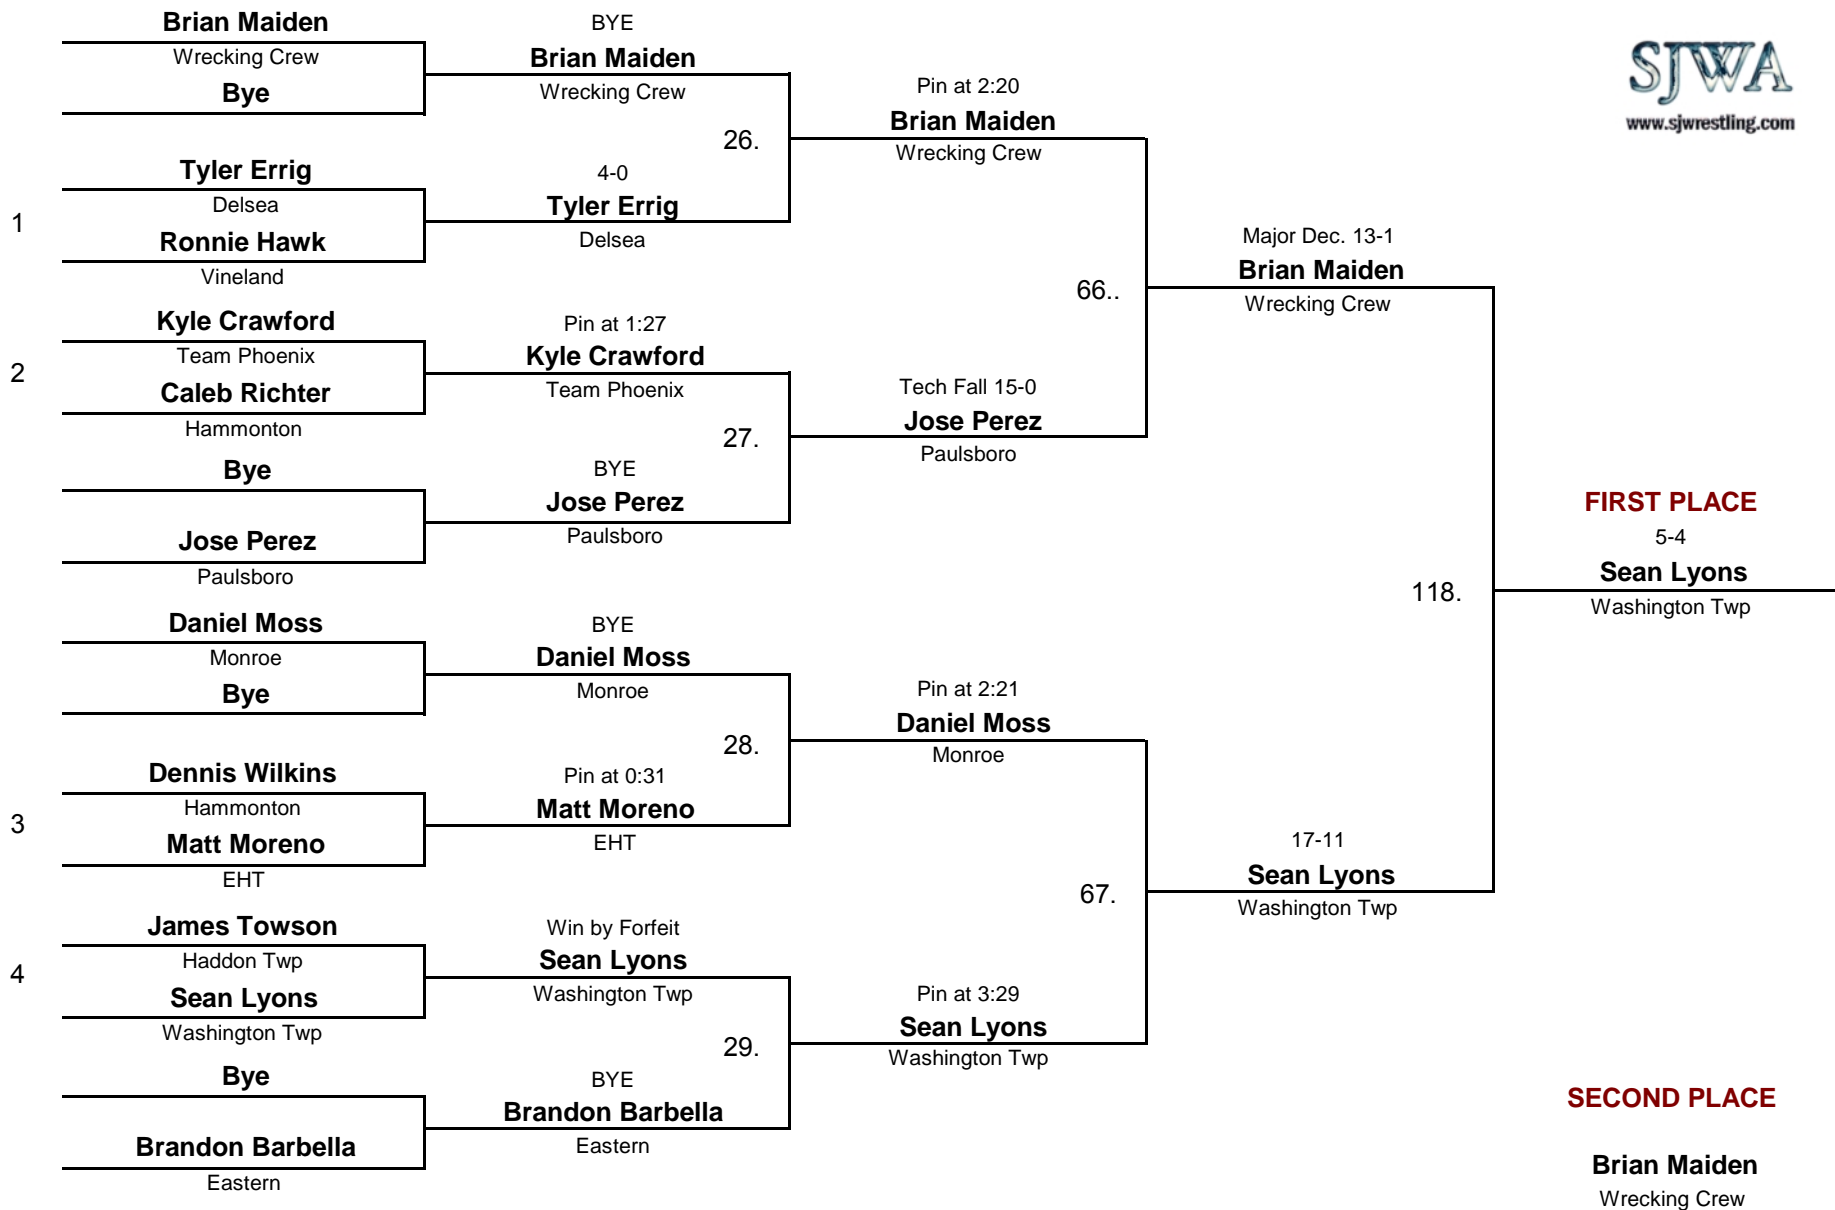 Brian Maiden
Wrecking Crew
Bye
1
Tyler Errig
Delsea
Ronnie Hawk
Vineland
2
Kyle Crawford
Team Phoenix
Caleb Richter
Hammonton
Bye
Jose Perez
Paulsboro
Daniel Moss
Monroe
Bye
3
Dennis Wilkins
Hammonton
Matt Moreno
EHT
4
James Towson
Haddon Twp
Sean Lyons
Washington Twp
Bye
Brandon Barbella
Eastern
BYE
Brian Maiden
Wrecking Crew
26.
4-0
Tyler Errig
Delsea
Pin at 1:27
Kyle Crawford
Team Phoenix
27.
BYE
Jose Perez
Paulsboro
BYE
Daniel Moss
Monroe
28.
Pin at 0:31
Matt Moreno
EHT
Win by Forfeit
Sean Lyons
Washington Twp
29.
BYE
Brandon Barbella
Eastern
Pin at 2:20
Brian Maiden
Wrecking Crew
66..
Tech Fall 15-0
Jose Perez
Paulsboro
Pin at 2:21
Daniel Moss
Monroe
67.
Pin at 3:29
Sean Lyons
Washington Twp
Major Dec. 13-1
Brian Maiden
Wrecking Crew
118.
17-11
Sean Lyons
Washington Twp
SJWA
www.sjwrestling.com
FIRST PLACE
5-4
Sean Lyons
Washington Twp
SECOND PLACE
Brian Maiden
Wrecking Crew